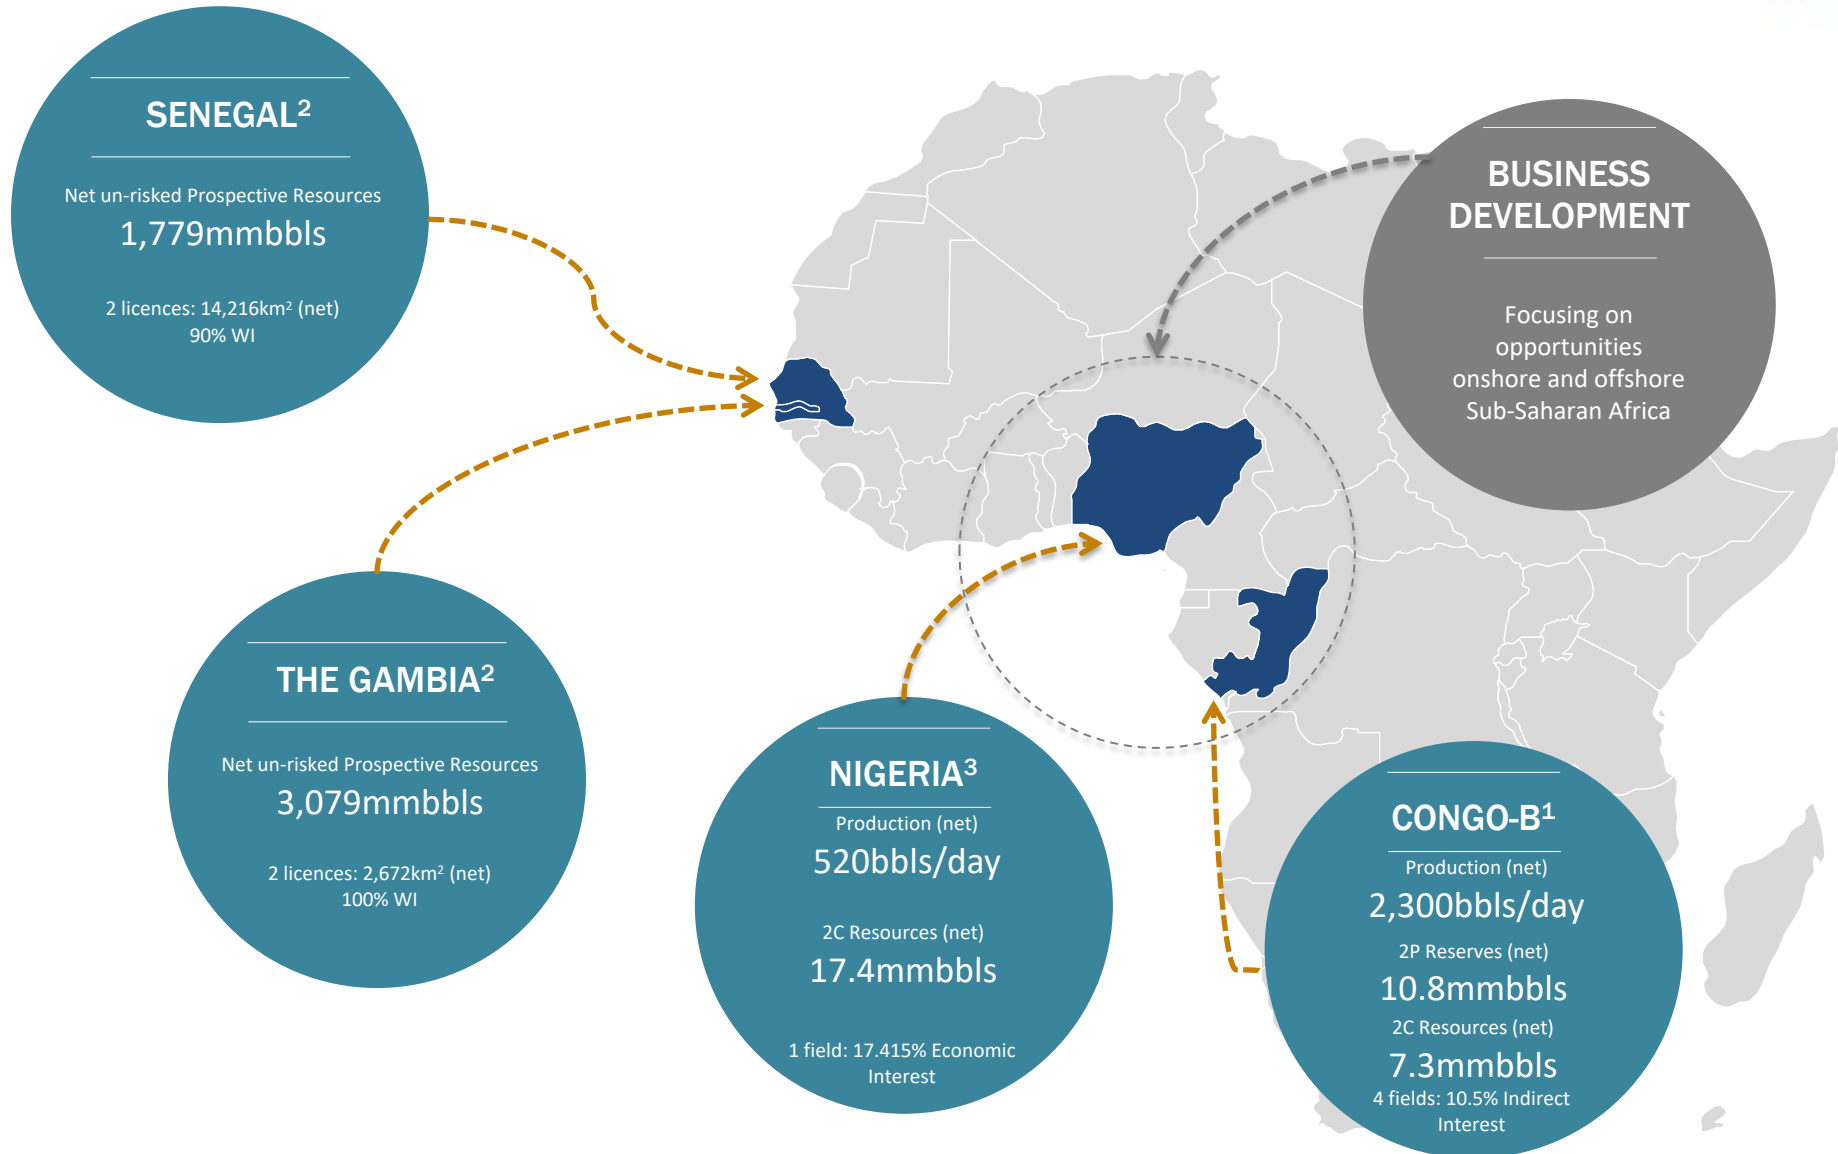 SENEGAL²
Net un-risked Prospective Resources
1,779mmbbls
2 licences: 14,216km² (net)
90% WI
BUSINESS
DEVELOPMENT
Focusing on
opportunities
onshore and offshore
Sub-Saharan Africa
THE GAMBIA²
Net un-risked Prospective Resources
3,079mmbbls
2 licences: 2,672km² (net)
100% WI
NIGERIA³
Production (net)
520bbls/day
2C Resources (net)
17.4mmbbls
1 field: 17.415% Economic
Interest
CONGO-B¹
Production (net)
2,300bbls/day
2P Reserves (net)
10.8mmbbls
2C Resources (net)
7.3mmbbls
4 fields: 10.5% Indirect
Interest